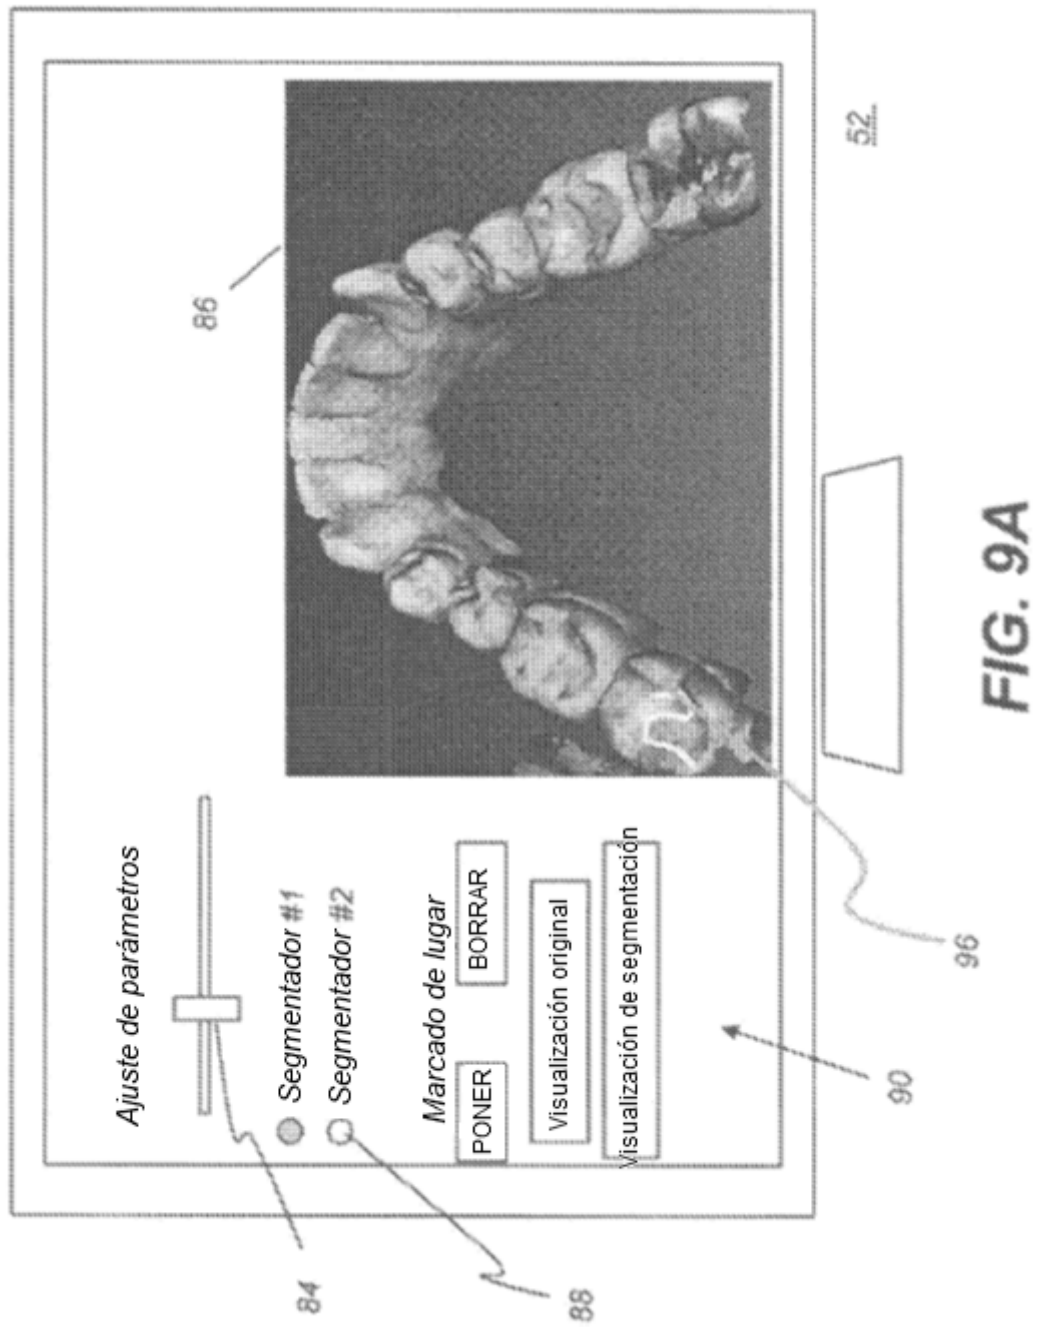 Ajuste de parámetros
Segmentador #1
Segmentador #2
Marcado de lugar
PONER
BORRAR
Visualización original
Visualización de segmentación
84
88
86
90
96
52
FIG. 9A